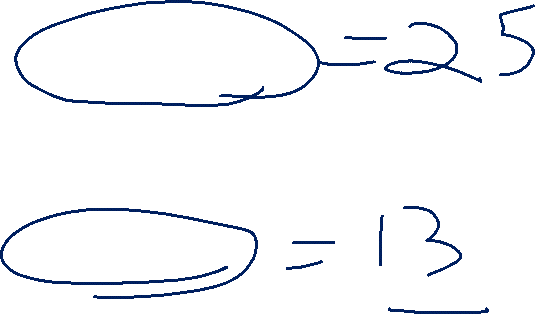 = 25
= 13